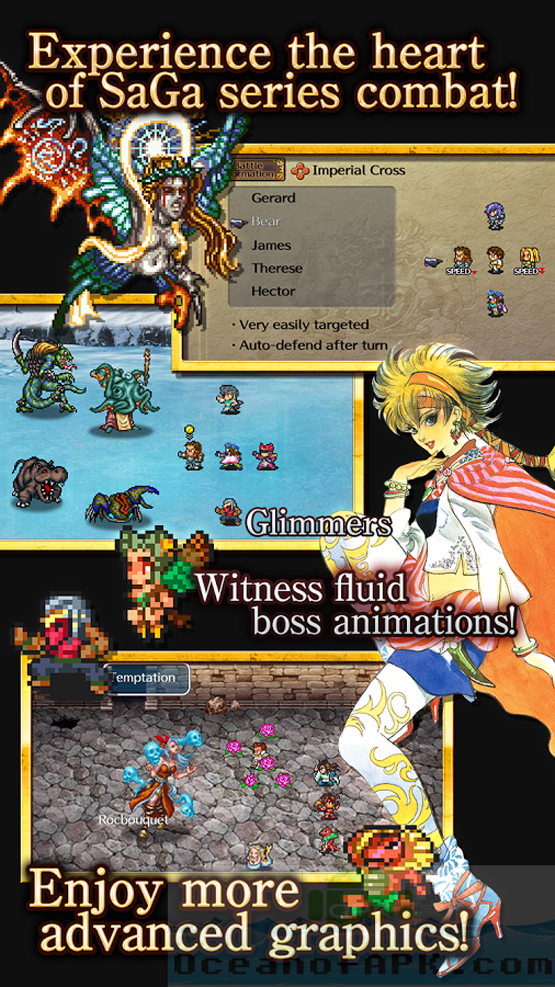 Experience the heart
of SaGa series combat!
Battle
Formation
Imperial Cross
Gerard
Bear
James
Therese
Hector
SPEED
SPEED
・Very easily targeted
・Auto-defend after turn
Glimmers
Witness fluid
boss animations!
Temptation
Rocbouquet
Enjoy more
advanced graphics!
OceanofAPK.com